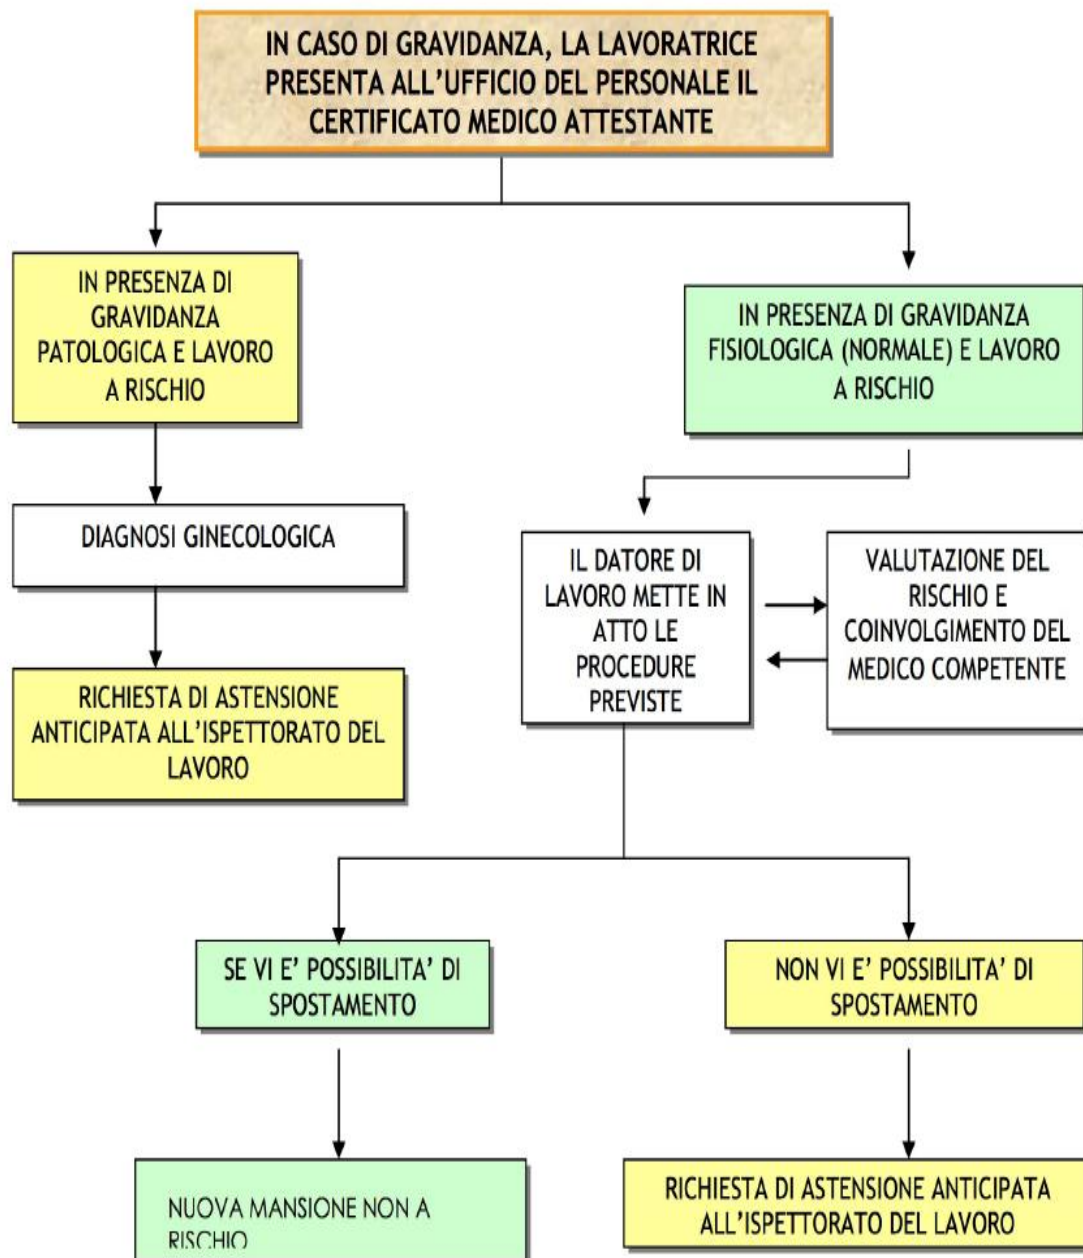 IN CASO DI GRAVIDANZA, LA LAVORATRICE
PRESENTA ALL'UFFICIO DEL PERSONALE IL
CERTIFICATO MEDICO ATTESTANTE
IN PRESENZA DI
GRAVIDANZA
PATOLOGICA E LAVORO
A RISCHIO
IN PRESENZA DI GRAVIDANZA
FISIOLOGICA (NORMALE) E LAVORO
A RISCHIO
DIAGNOSI GINECOLOGICA
IL DATORE DI
LAVORO METTE IN
ATTO LE
PROCEDURE
PREVISTE
VALUTAZIONE DEL
RISCHIO E
COINVOLGIMENTO DEL
MEDICO COMPETENTE
RICHIESTA DI ASTENSIONE
ANTICIPATA ALL'ISPETTORATO DEL
LAVORO
SE VI E' POSSIBILITA' DI
SPOSTAMENTO
NON VI E' POSSIBILITA' DI
SPOSTAMENTO
NUOVA MANSIONE NON A
RISCHIO
RICHIESTA DI ASTENSIONE ANTICIPATA
ALL'ISPETTORATO DEL LAVORO